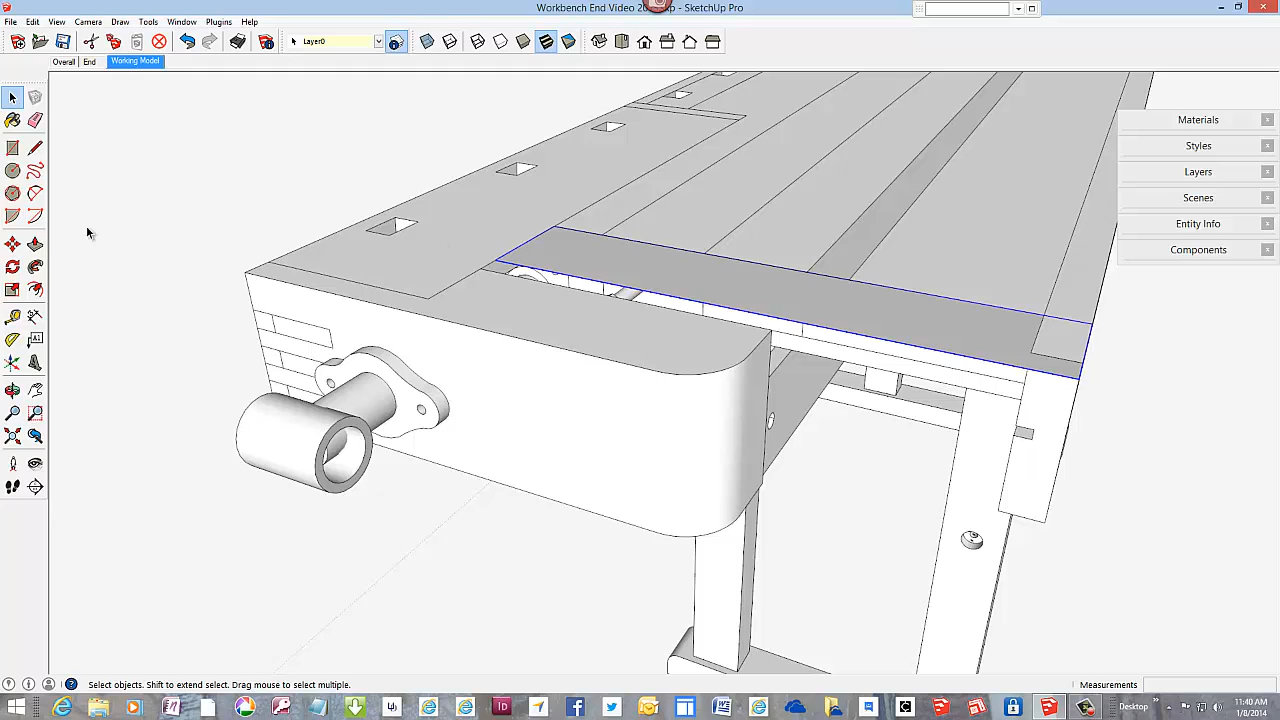 Workbench End Video 2
p - SketchUp Pro
File Edit View Camera Draw Tools Window Plugins Help
Layer0
Overall End Working Model
Materials
Styles
Layers
Scenes
Entity Info
Components
Select objects. Shift to extend select. Drag mouse to select multiple.
Measurements
Desktop
11:40 AM
1/8/2014